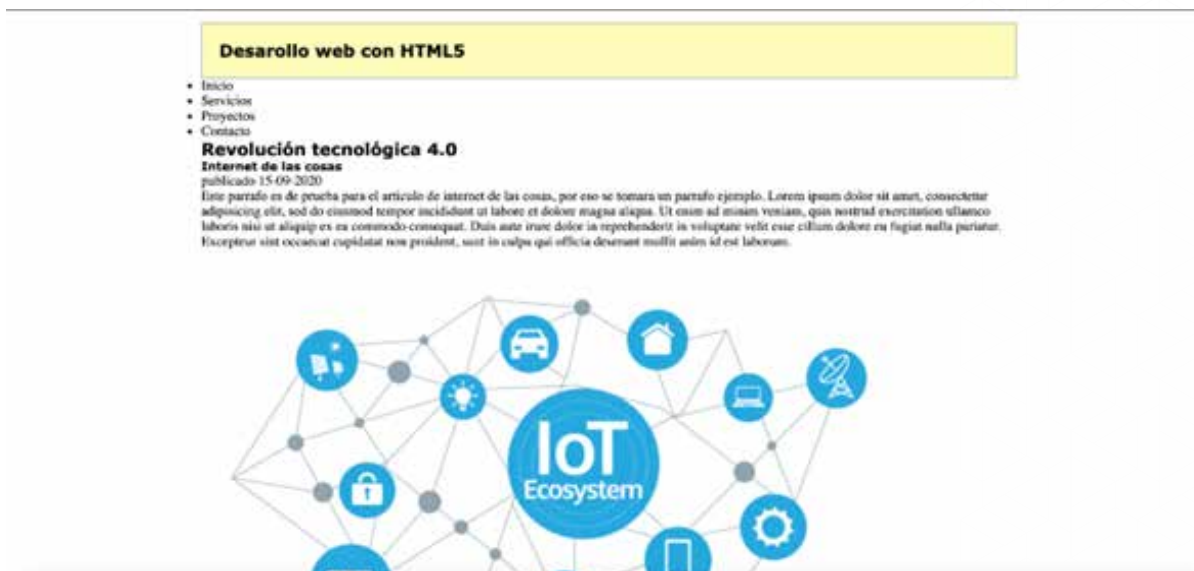 Desarollo web con HTML5
Inicio
Servicios
Proyectos
Contacto
Revolución tecnológica 4.0
Internet de las cosas
publicado 15-09-2020
Este parrafo es de prueba para el articulo de internet de las cosas, por eso se tomara un parrafo ejemplo. Lorem ipsum dolor sit amet, consectetur
adipisicing elit, sed do eiusmod tempor incididunt ut labore et dolore magna aliqua. Ut enim ad minim veniam, quis nostrud exercitation ullamco
laboris nisi ut aliquip ex ea commodo consequat. Duis aute irure dolor in reprehenderit in voluptate velit esse cillum dolore eu fugiat nulla pariatur.
Excepteur sint occaecat cupidatat non proident, sunt in culpa qui officia deserunt mollit anim id est laborum.
IoT
Ecosystem